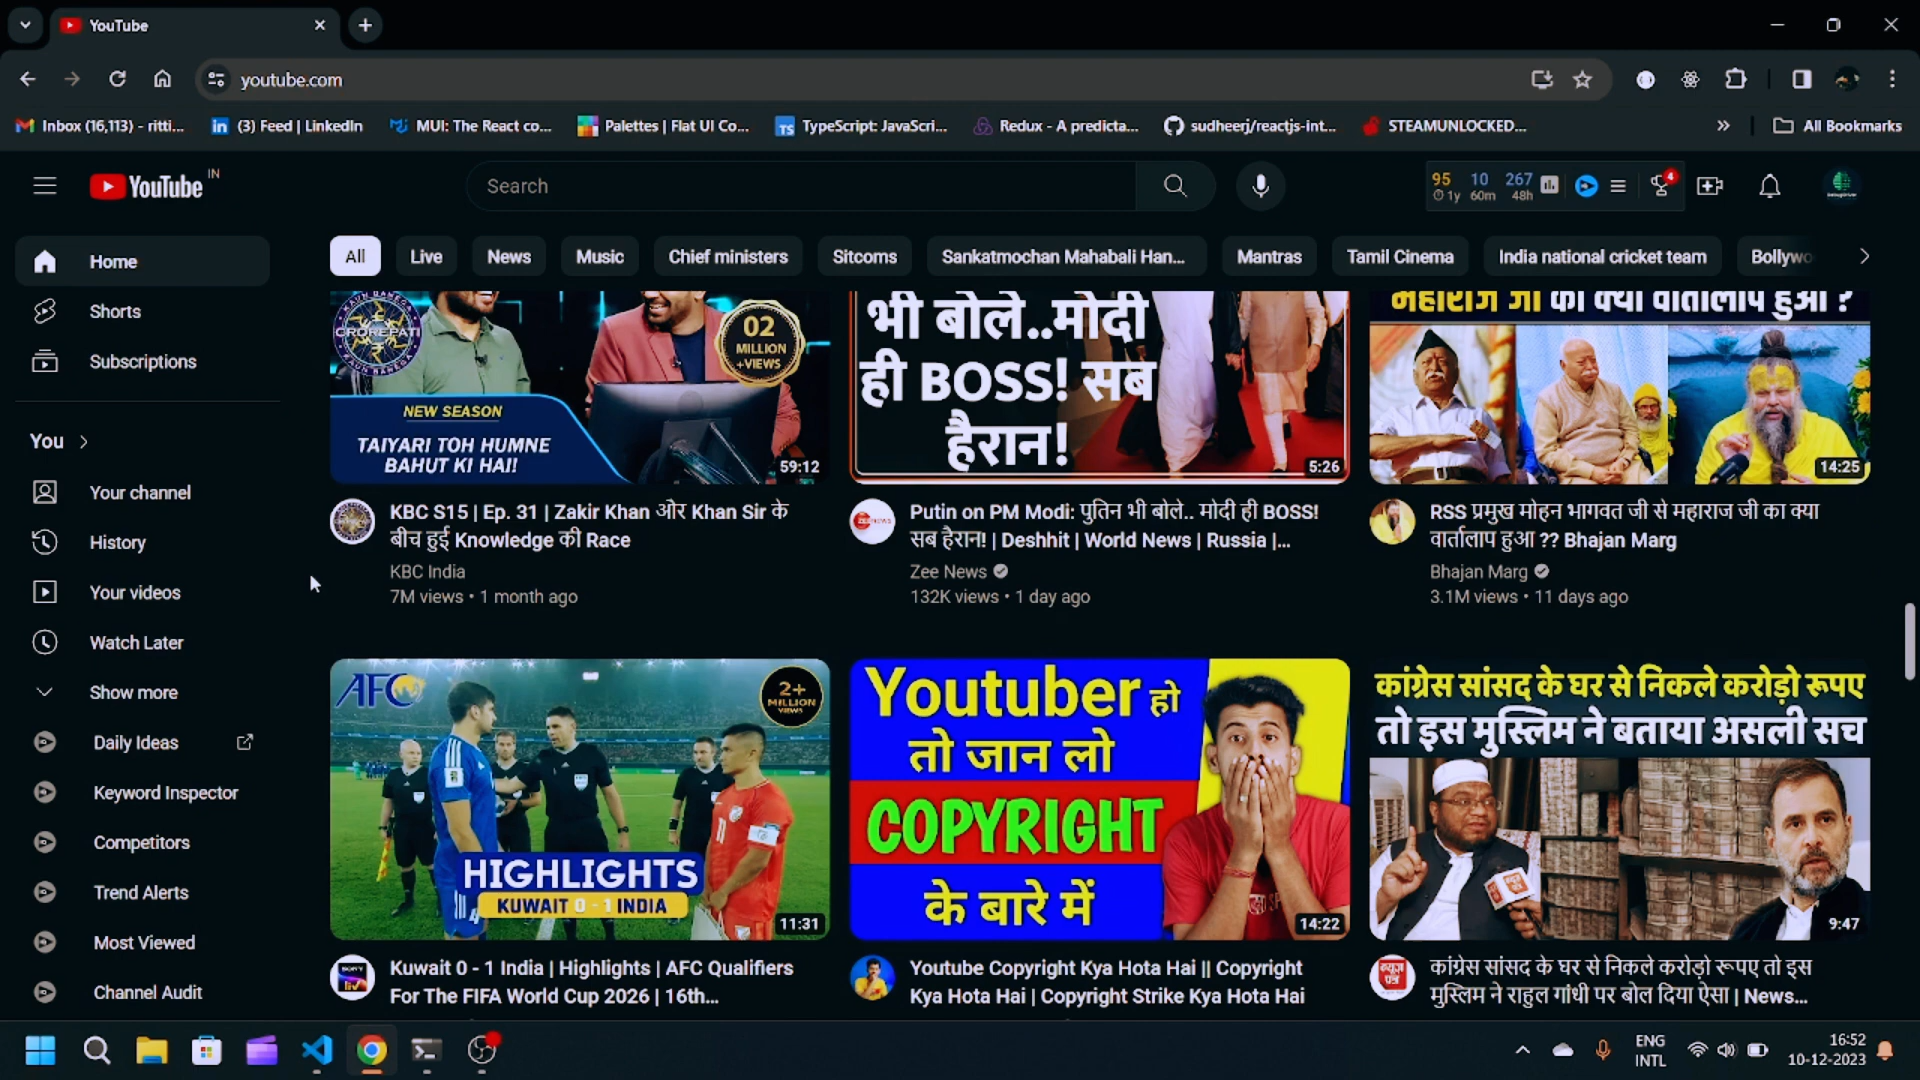 YouTube
youtube.com
Inbox (16,113) - ritti...
(3) Feed | LinkedIn
MUI: The React co...
Palettes | Flat UI Co...
TypeScript: JavaScri...
Redux - A predicta...
sudheerj/reactjs-int...
STEAMUNLOCKED...
All Bookmarks
YouTube IN
Search
95 10 267
1y 60m 48h
4
All
Live
News
Music
Chief ministers
Sitcoms
Sankatmochan Mahabali Han...
Mantras
Tamil Cinema
India national cricket team
Bollywo
Home
Shorts
Subscriptions
You
Your channel
History
Your videos
Watch Later
Show more
Daily Ideas
Keyword Inspector
Competitors
Trend Alerts
Most Viewed
Channel Audit
CROREPATI
02
MILLION
+VIEWS
NEW SEASON
TAIYARI TOH HUMNE
BAHUT KI HAI!
59:12
KBC S15 | Ep. 31 | Zakir Khan और Khan Sir के
बीच हुई Knowledge की Race
KBC India
7M views • 1 month ago
भी बोले..मोदी
ही BOSS! सब
हैरान!
5:26
Putin on PM Modi: पुतिन भी बोले.. मोदी ही BOSS!
सब हैरान! | Deshhit | World News | Russia |...
Zee News
132K views • 1 day ago
महाराज जी का क्या वार्तालाप हुआ ?
14:25
RSS प्रमुख मोहन भागवत जी से महाराज जी का क्या
वार्तालाप हुआ ?? Bhajan Marg
Bhajan Marg
3.1M views • 11 days ago
AFC
2+
MILLION
VIEWS
11
HIGHLIGHTS
KUWAIT 0 - 1 INDIA
11:31
Kuwait 0 - 1 India | Highlights | AFC Qualifiers
For The FIFA World Cup 2026 | 16th...
Youtuber हो
तो जान लो
COPYRIGHT
के बारे में
14:22
Youtube Copyright Kya Hota Hai || Copyright
Kya Hota Hai | Copyright Strike Kya Hota Hai
कांग्रेस सांसद के घर से निकले करोड़ो रूपए
तो इस मुस्लिम ने बताया असली सच
9:47
कांग्रेस सांसद के घर से निकले करोड़ो रूपए तो इस
मुस्लिम ने राहुल गांधी पर बोल दिया ऐसा | News...
ENG
INTL
16:52
10-12-2023